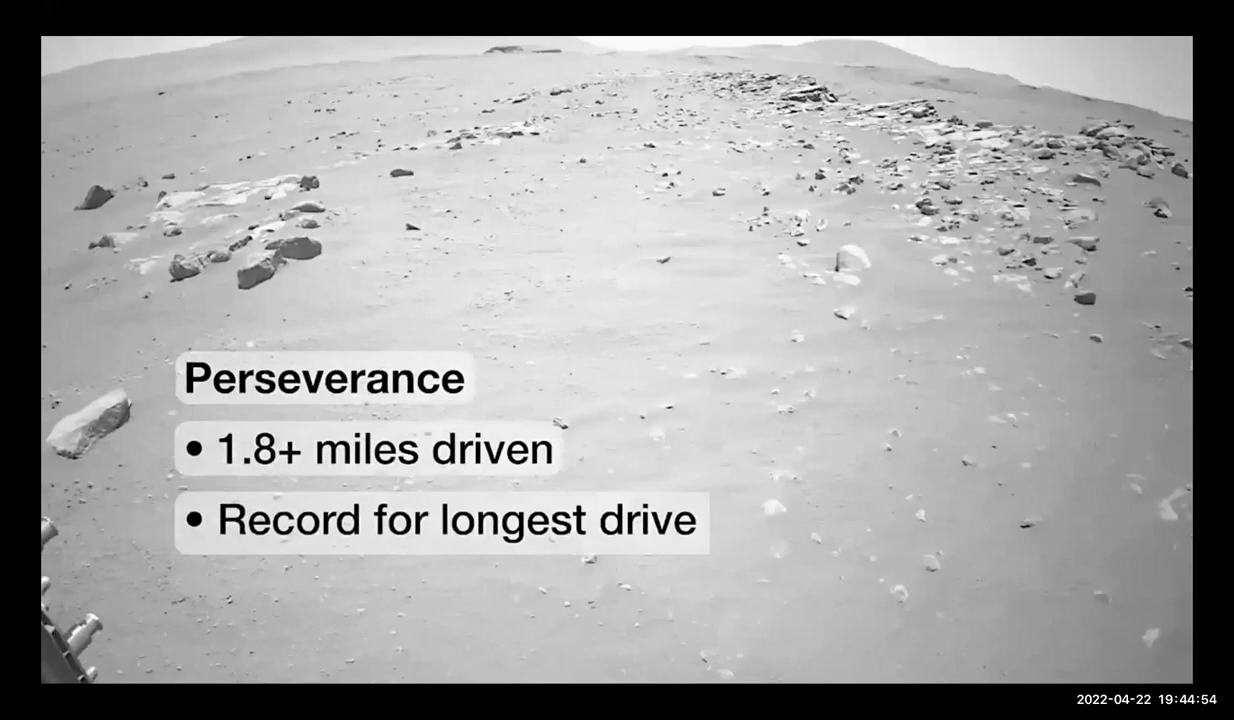 Perseverance
• 1.8+ miles driven
• Record for longest drive
2022-04-22 19:44:54